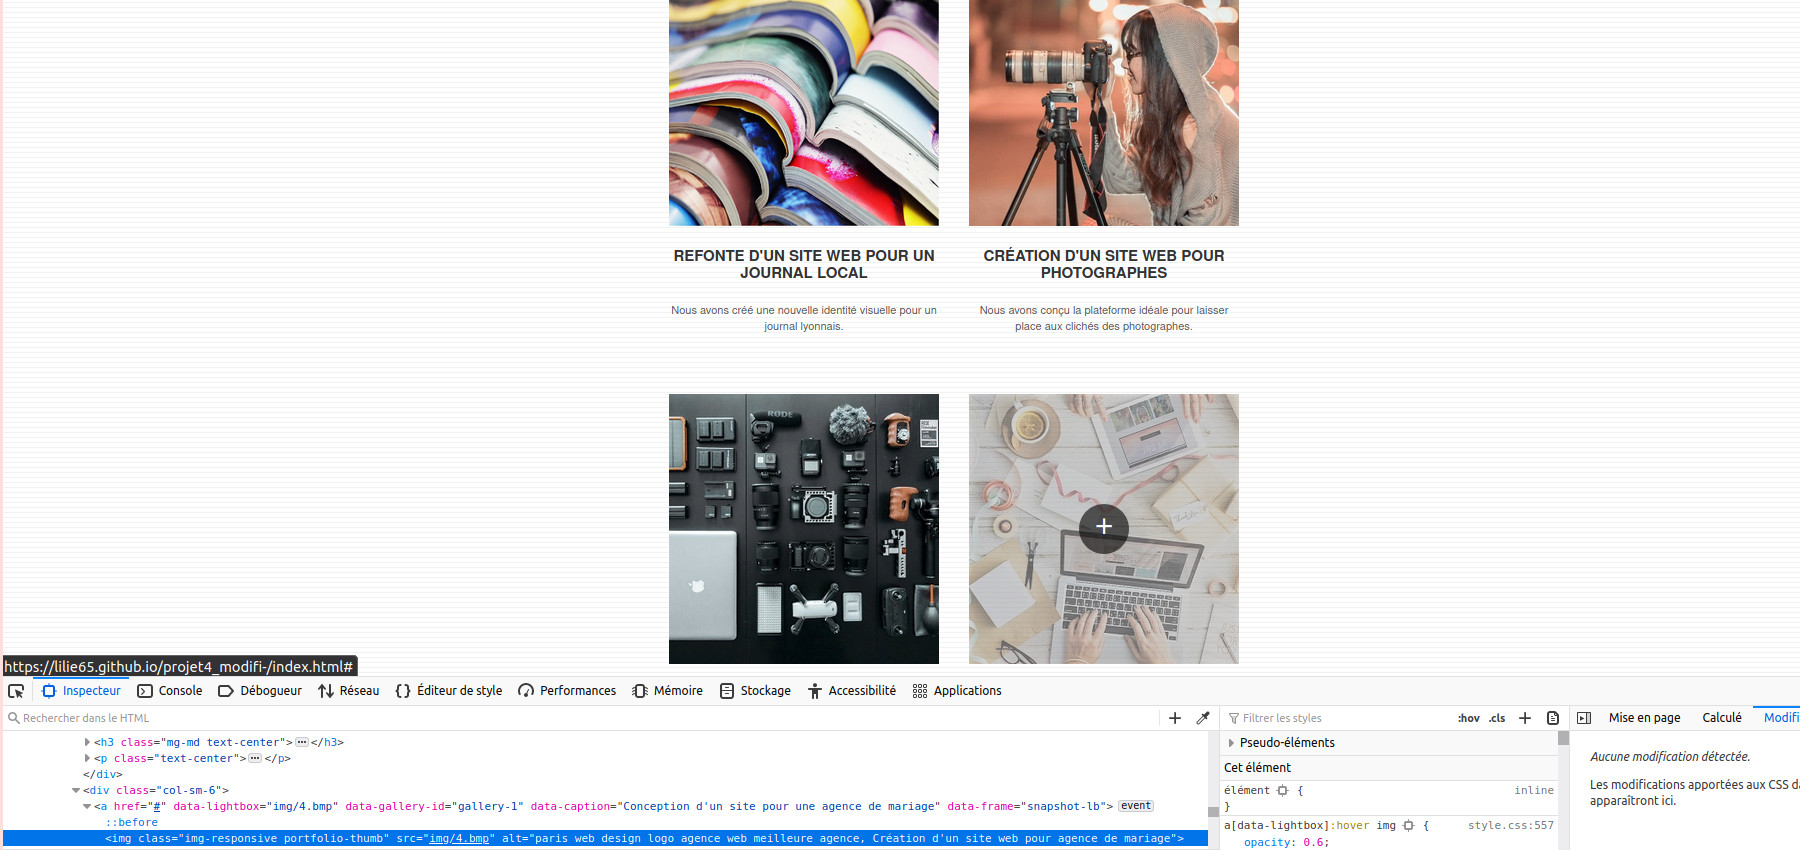 REFONTE D'UN SITE WEB POUR UN
JOURNAL LOCAL
Nous avons créé une nouvelle identité visuelle pour un
journal lyonnais.
CRÉATION D'UN SITE WEB POUR
PHOTOGRAPHES
Nous avons conçu la plateforme idéale pour laisser
place aux clichés des photographes.
RØDE
+
https://lilie65.github.io/projet4_modifi-/index.html#
Inspecteur Console Débogueur Réseau Éditeur de style Performances Mémoire Stockage Accessibilité Applications
Rechercher dans le HTML
<h3 class="mg-md text-center">…</h3>
<p class="text-center">…</p>
</div>
<div class="col-sm-6">
<a href="#" data-lightbox="img/4.bmp" data-gallery-id="gallery-1" data-caption="Conception d'un site pour une agence de mariage" data-frame="snapshot-lb"> event
::before
<img class="img-responsive portfolio-thumb" src="img/4.bmp" alt="paris web design logo agence web meilleure agence, Création d'un site web pour agence de mariage">
Filtrer les styles :hov .cls
Pseudo-éléments
Cet élément
élément { inline
}
a[data-lightbox]:hover img { style.css:557
opacity: 0.6;
Mise en page Calculé Modifi
Aucune modification détectée.
Les modifications apportées aux CSS da
apparaîtront ici.